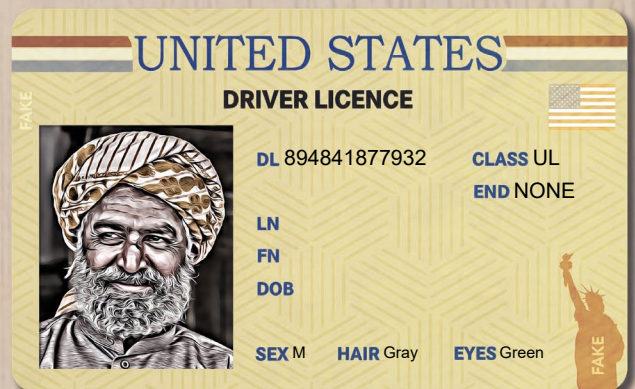 UNITED STATES
DRIVER LICENCE
FAKE
DL 894841877932
CLASS UL
END NONE
LN
FN
DOB
SEX M HAIR Gray EYES Green
FAKE